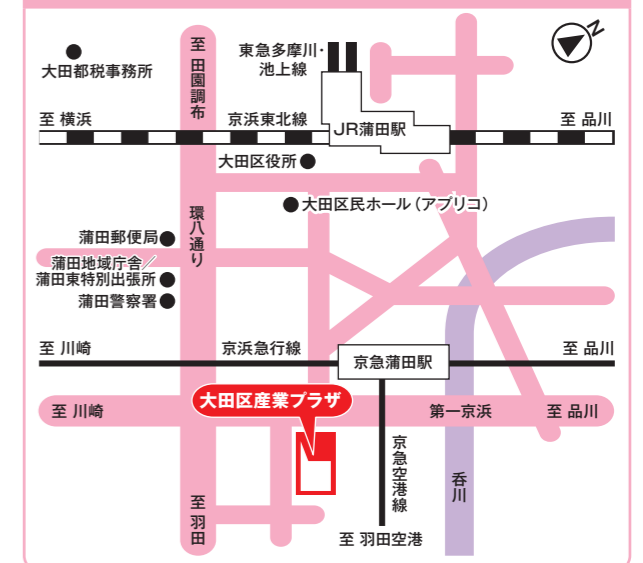 N
大田都税事務所
至 田園調布
東急多摩川・
池上線
至 横浜
京浜東北線
JR蒲田駅
至 品川
大田区役所
大田区民ホール（アプリコ）
環八通り
蒲田郵便局
蒲田地域庁舎／
蒲田東特別出張所
蒲田警察署
至 川崎
京浜急行線
京急蒲田駅
至 品川
大田区産業プラザ
至 川崎
第一京浜
至 品川
京急空港線
呑川
至 羽田
至 羽田空港